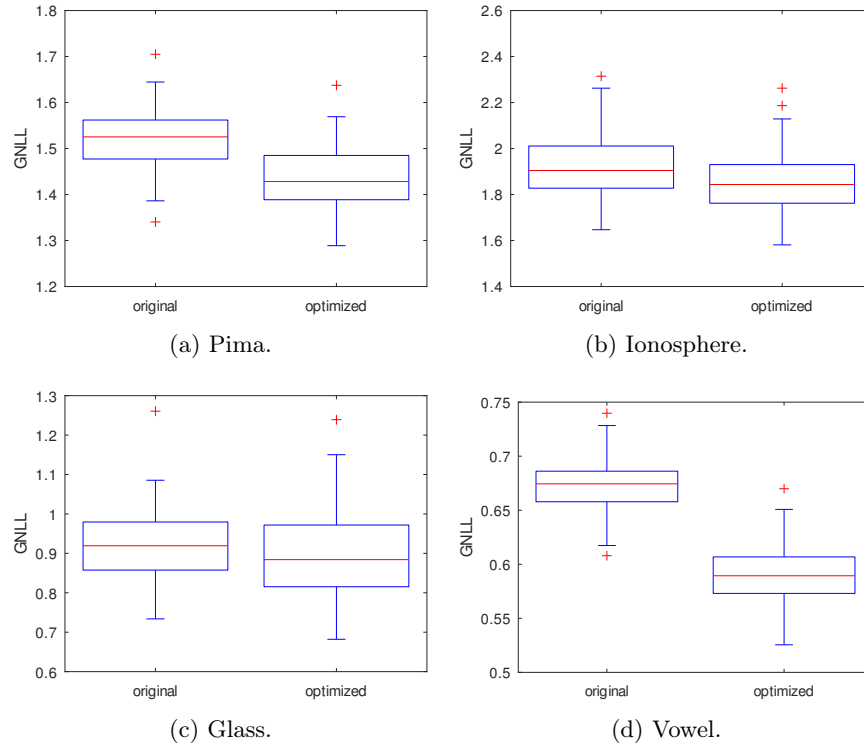 1.8
1.7
1.6
1.5
1.4
1.3
1.2
GNLL
original
optimized
(a) Pima.
2.6
2.4
2.2
2
1.8
1.6
1.4
GNLL
original
optimized
(b) Ionosphere.
1.3
1.2
1.1
1
0.9
0.8
0.7
0.6
GNLL
original
optimized
(c) Glass.
0.75
0.7
0.65
0.6
0.55
0.5
GNLL
original
optimized
(d) Vowel.